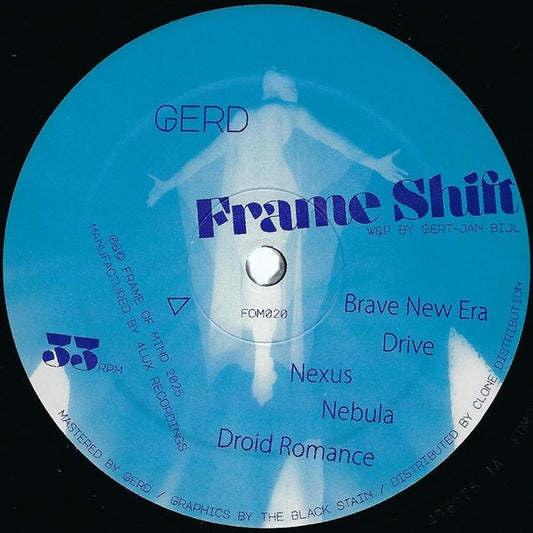 GERD
Frame Shift
W&P BY GERT-JAN BIJL
FOM020
Brave New Era
Drive
Nexus
Nebula
Droid Romance
33 RPM
℗&© FRAME OF MIND 2025
MANUFACTURED BY 4LUX RECORDINGS
MASTERED BY GERD / GRAPHICS BY THE BLACK STAIN / DISTRIBUTED BY CLONE DISTRIBUTION